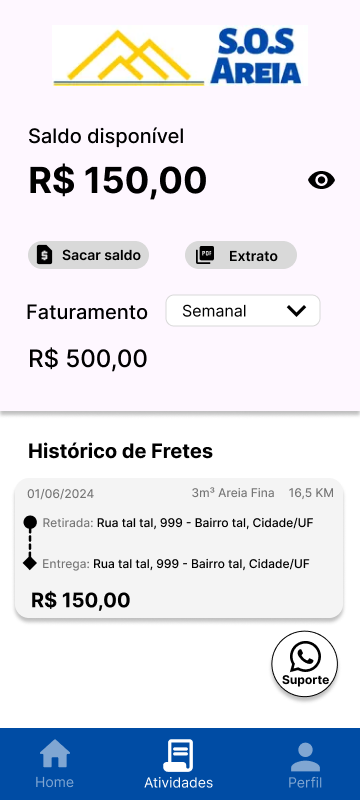 S.O.S
AREIA
Saldo disponível
R$ 150,00
Sacar saldo
PDF
Extrato
Faturamento
Semanal
R$ 500,00
Histórico de Fretes
01/06/2024 3m³ Areia Fina 16,5 KM
Retirada: Rua tal tal, 999 - Bairro tal, Cidade/UF
Entrega: Rua tal tal, 999 - Bairro tal, Cidade/UF
R$ 150,00
Suporte
Home
Atividades
Perfil